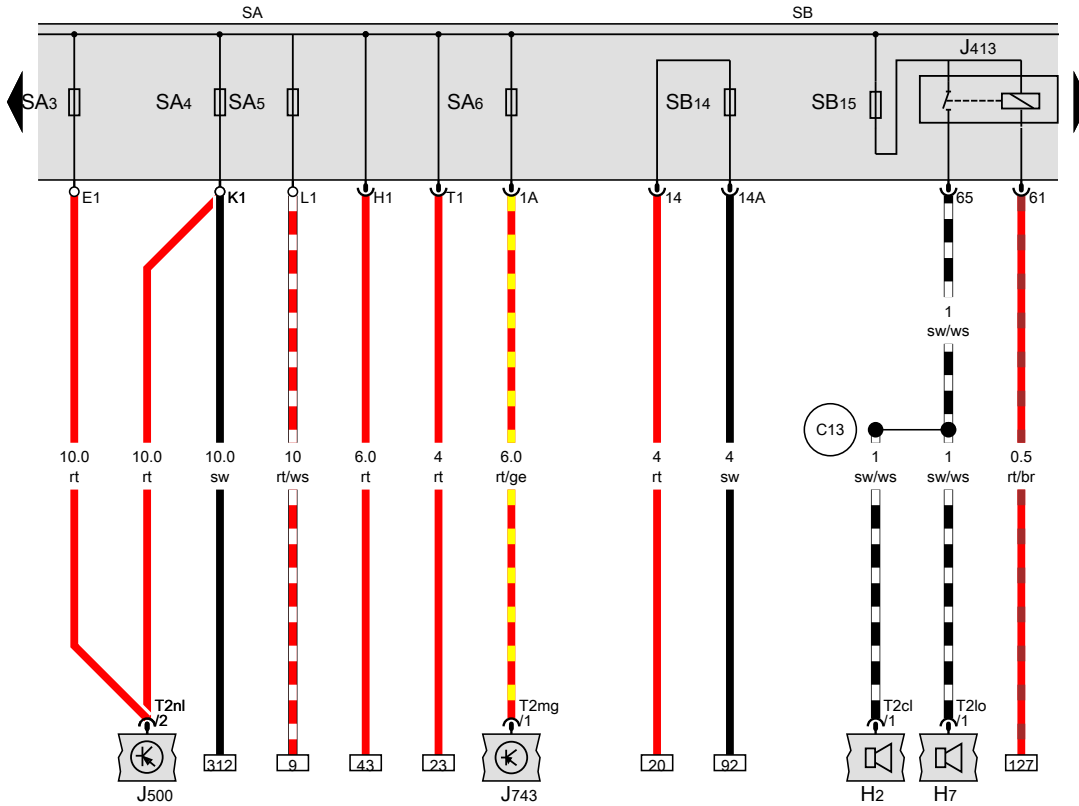 SA SB
J413
SA3 SA4 SA5 SA6 SB14 SB15
E1 K1 L1 H1 T1 1A 14 14A 65 61
1
sw/ws
C13
10.0 10.0 10.0 10 6.0 4 6.0 4 4 1 1 0.5
rt rt sw rt/ws rt rt rt/ge rt sw sw/ws sw/ws rt/br
T2nl T2mg T2cl T2lo
/2 /1 /1 /1
312 9 43 23 20 92 127
J500 J743 H2 H7